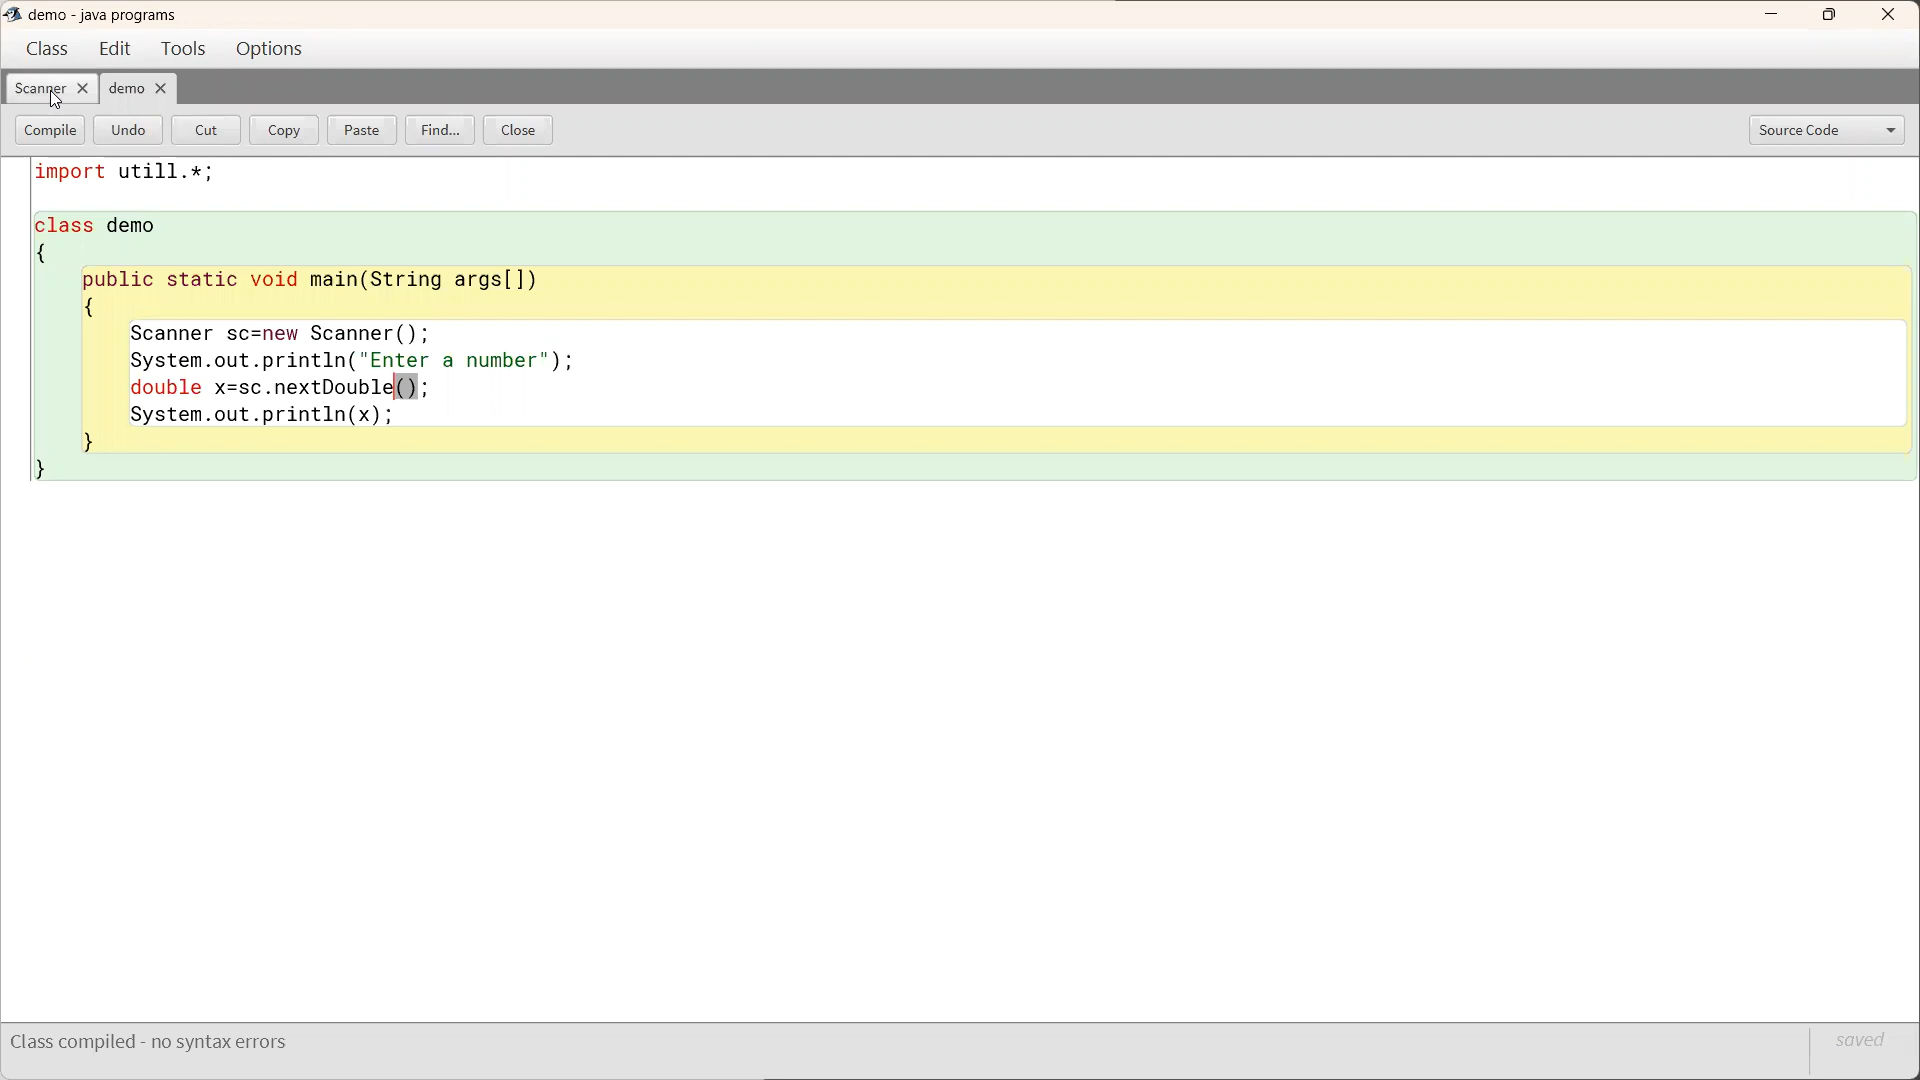 demo - java programs
Class Edit Tools Options
Scanner demo
Compile Undo Cut Copy Paste Find... Close Source Code
import utill.*;
class demo
{
public static void main(String args[])
{
Scanner sc=new Scanner();
System.out.println("Enter a number");
double x=sc.nextDouble();
System.out.println(x);
}
}
Class compiled - no syntax errors saved